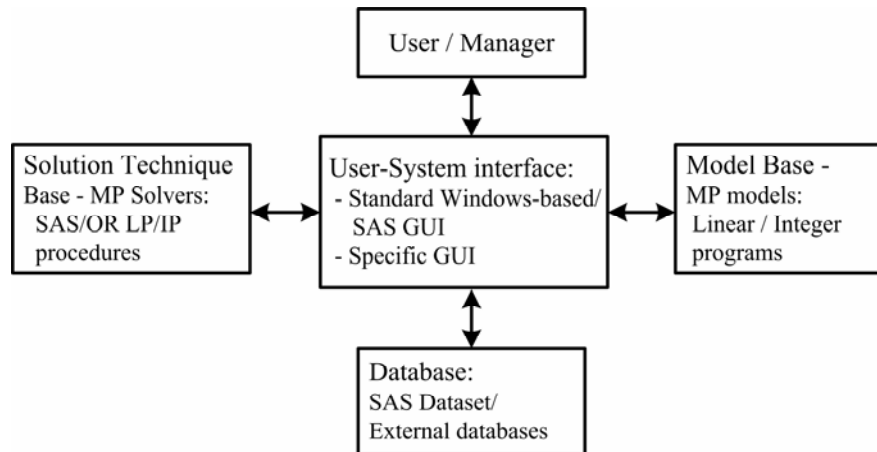 User / Manager
Solution Technique
Base - MP Solvers:
SAS/OR LP/IP
procedures
User-System interface:
- Standard Windows-based/
SAS GUI
- Specific GUI
Model Base -
MP models:
Linear / Integer
programs
Database:
SAS Dataset/
External databases